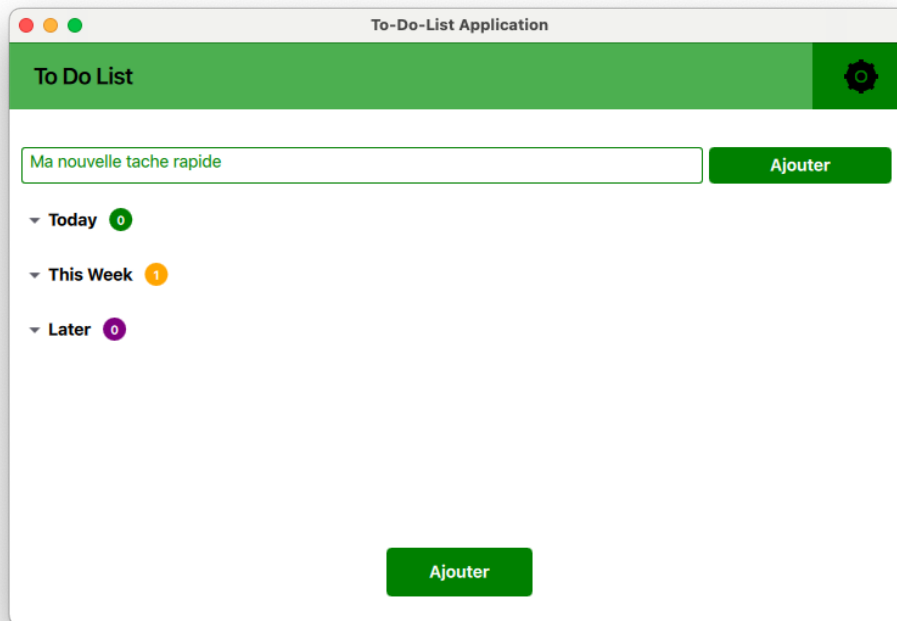 To-Do-List Application
To Do List
Ma nouvelle tache rapide Ajouter
Today 0
This Week 1
Later 0
Ajouter